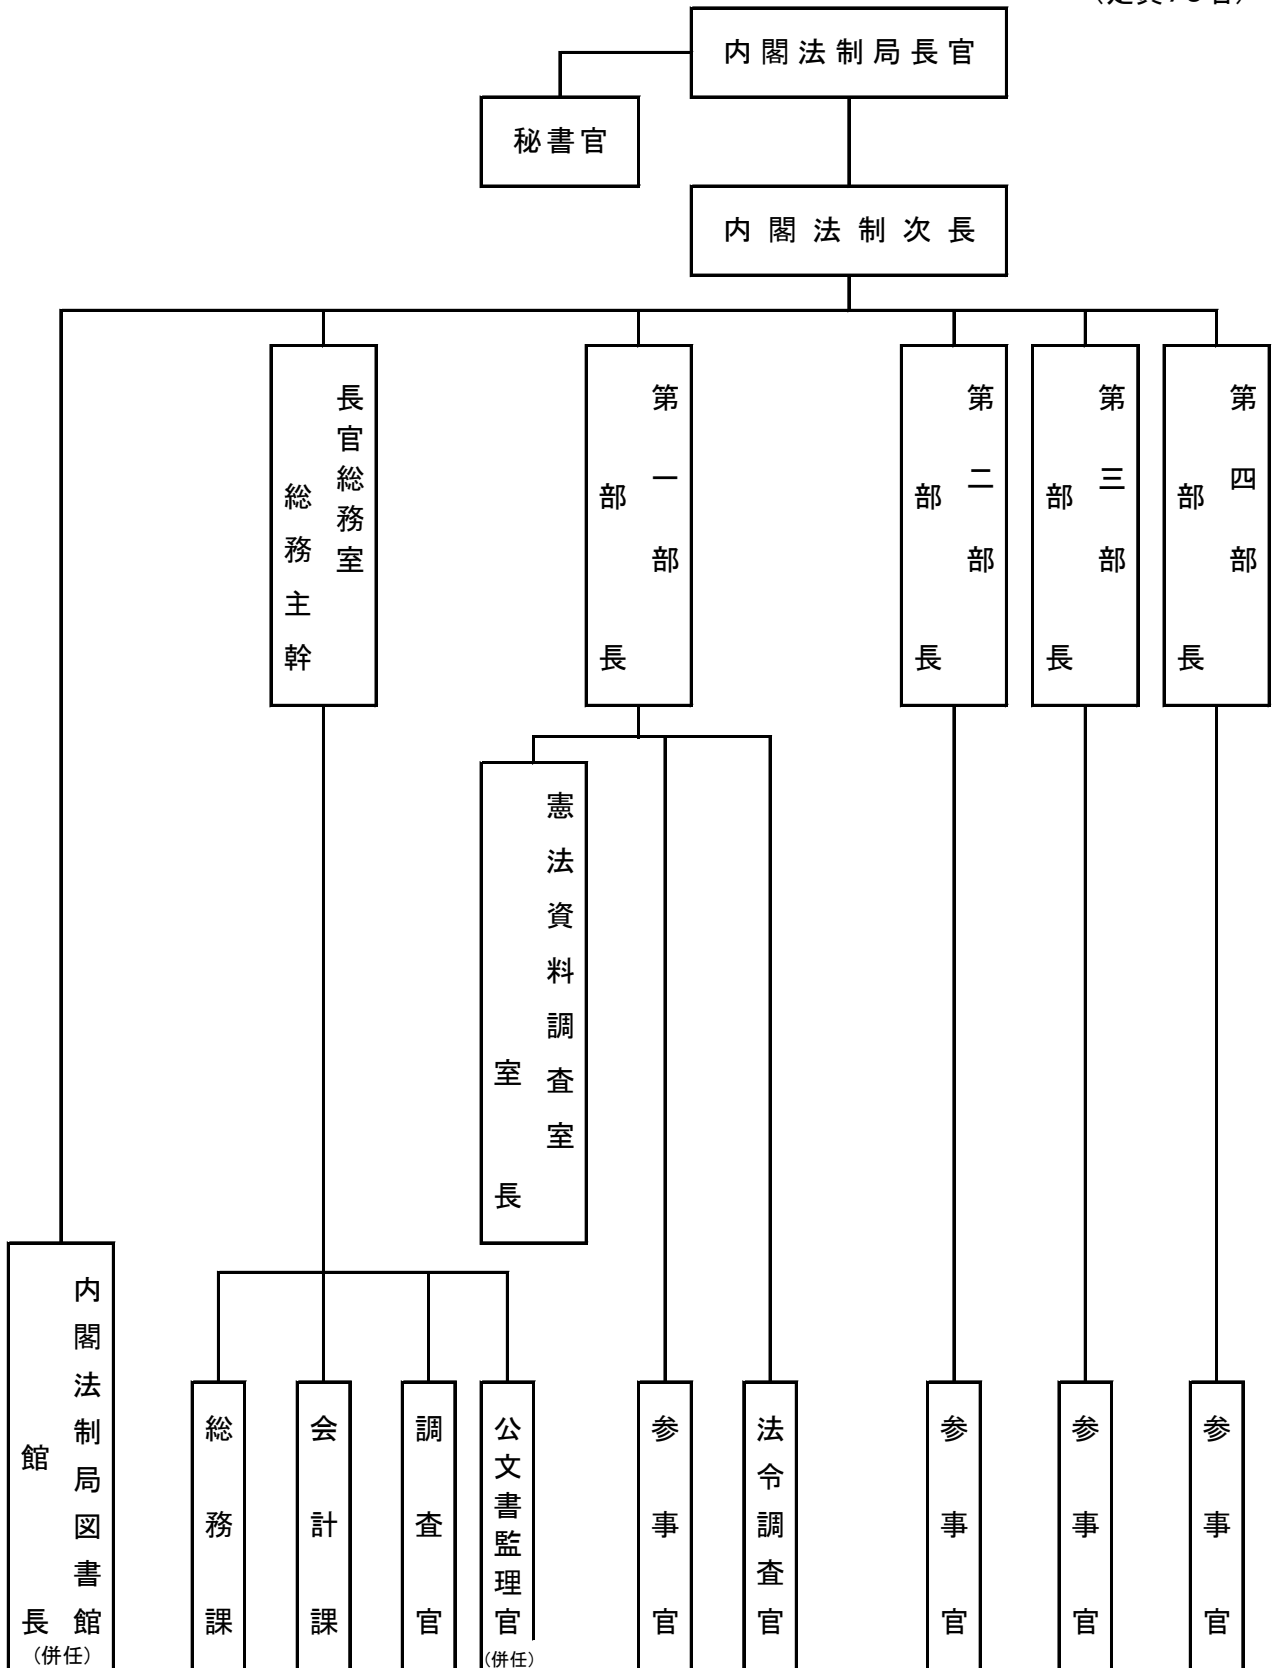 内閣法制局長官
秘書官
内閣法制次長
長官総務室
総務主幹
第一部
部長
第二部
部長
第三部
部長
第四部
部長
憲法資料調査室
室長
内閣法制局図書館
館長
（併任）
総務課
会計課
調査官
公文書監理官
（併任）
参事官
法令調査官
参事官
参事官
参事官